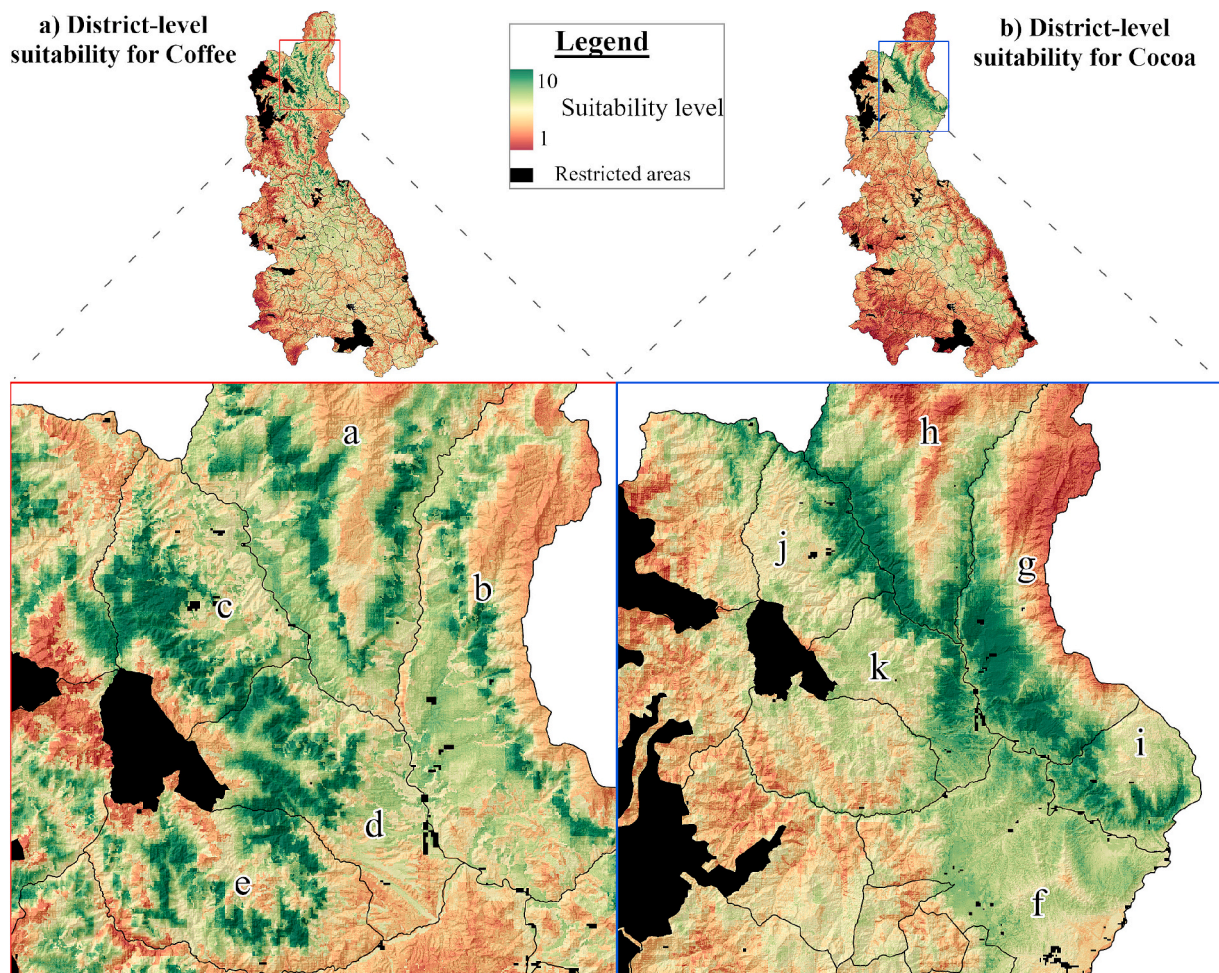 a) District-level
suitability for Coffee
Legend
10
Suitability level
1
Restricted areas
b) District-level
suitability for Cocoa
a
b
c
d
e
h
g
j
k
i
f